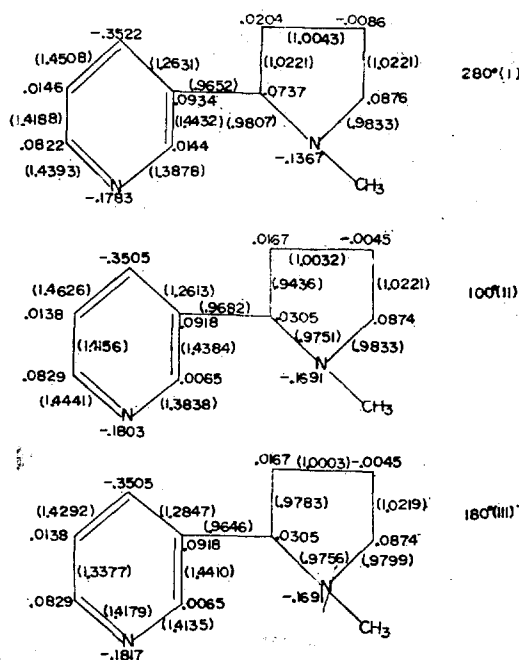 .0204 -.0086
-.3522 (1.0043)
(1.4508) (1.2631) (1.0221) (1.0221) 280°(I)
.0146 (.9652) .0737 .0876
.0934
(1.4188) (1.4432) (.9807) (.9833)
.0822 .0144 N
(1.4393) (1.3878) -.1367
N CH3
-.1783
.0167 -.0045
-.3505 (1.0032)
(1.4626) (1.2613) (.9436) (1.0221) 100°(II)
.0138 (.9682) .0305 .0874
.0918
(1.4156) (1.4384) (.9751) (.9833)
.0829 .0065 N
(1.4441) (1.3838) -.1691
N CH3
-.1803
.0167 (1.0003) -.0045
-.3505
(1.4292) (1.2847) (.9783) (1.0219) 180°(III)
.0138 (.9646) .0305 .0874
.0918
(1.3377) (1.4410) (.9756) (.9799)
.0829 .0065 -.1691 N
(1.4179) (1.4135)
N CH3
-.1817